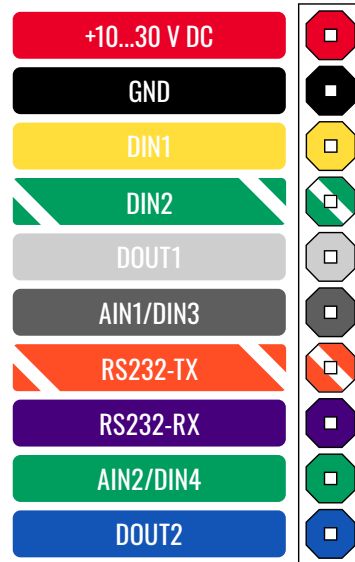 +10...30 V DC
GND
DIN1
DIN2
DOUT1
AIN1/DIN3
RS232-TX
RS232-RX
AIN2/DIN4
DOUT2